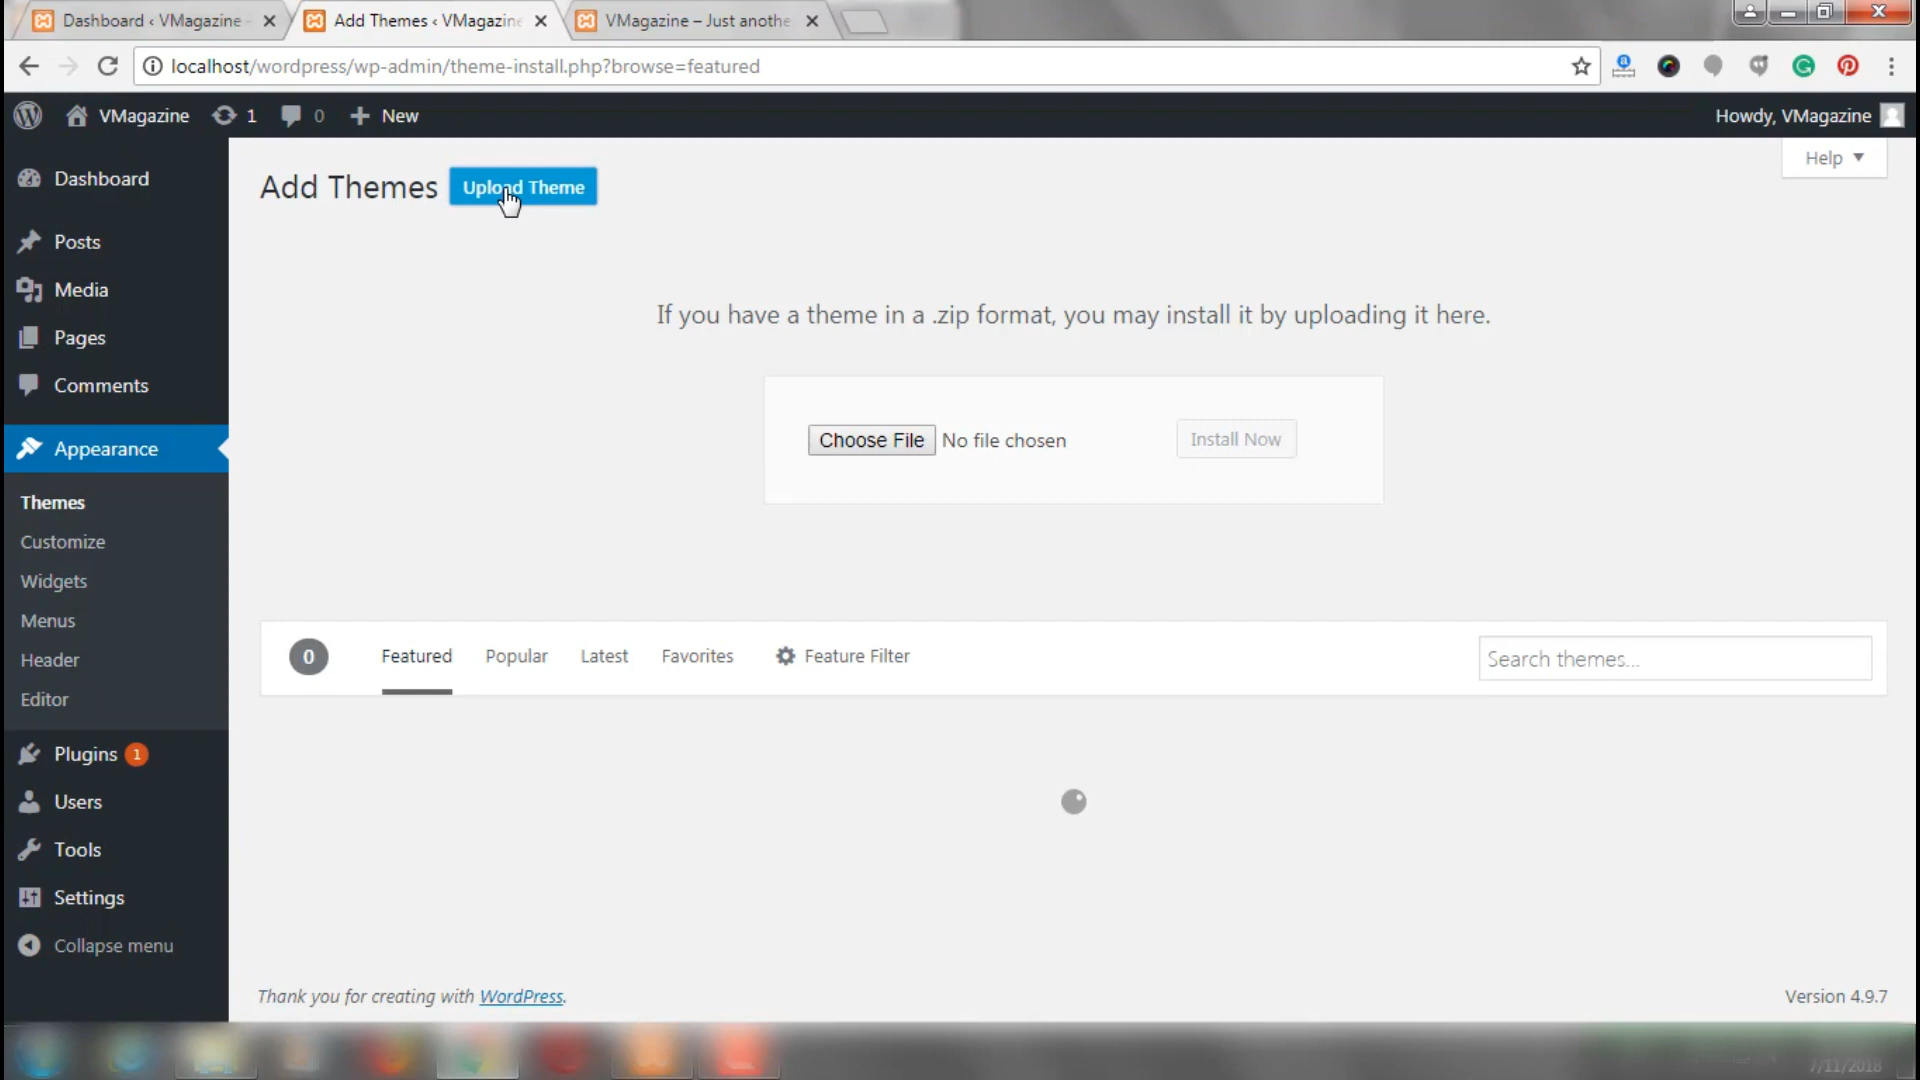 Dashboard ‹ VMagazine -
Add Themes ‹ VMagazine
VMagazine – Just anothe
localhost/wordpress/wp-admin/theme-install.php?browse=featured
VMagazine
1
0
New
Howdy, VMagazine
Help
Dashboard
Posts
Media
Pages
Comments
Appearance
Themes
Customize
Widgets
Menus
Header
Editor
Plugins 1
Users
Tools
Settings
Collapse menu
Add Themes
Upload Theme
If you have a theme in a .zip format, you may install it by uploading it here.
Choose File No file chosen
Install Now
0
Featured
Popular
Latest
Favorites
Feature Filter
Search themes...
Thank you for creating with WordPress.
Version 4.9.7
7/11/2018